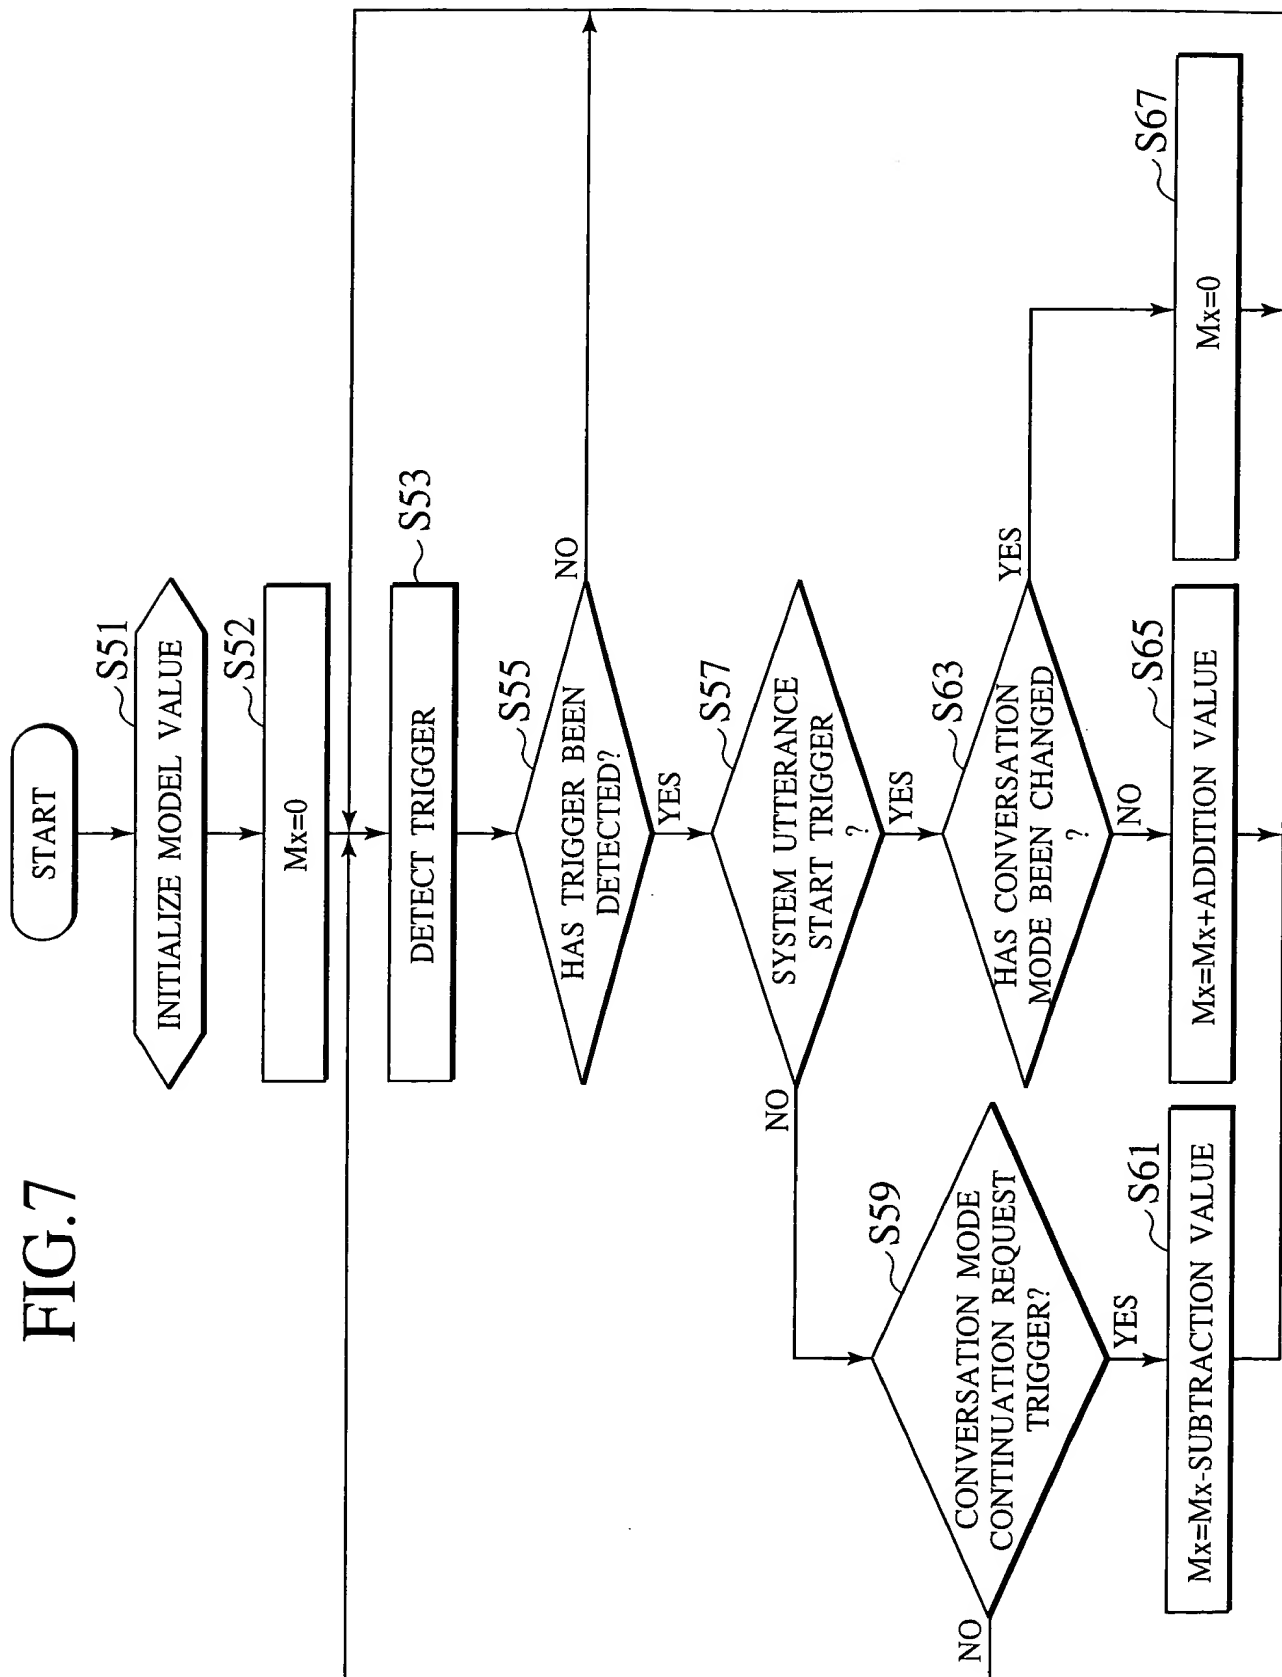 FIG.7
START
S51
INITIALIZE MODEL VALUE
S52
Mx=0
S53
DETECT TRIGGER
S55
HAS TRIGGER BEEN
DETECTED?
NO
YES
S57
SYSTEM UTTERANCE
START TRIGGER
?
NO
YES
S59
CONVERSATION MODE
CONTINUATION REQUEST
TRIGGER?
NO
YES
S61
Mx=Mx-SUBTRACTION VALUE
S63
HAS CONVERSATION
MODE BEEN CHANGED
?
YES
NO
S65
Mx=Mx+ADDITION VALUE
S67
Mx=0